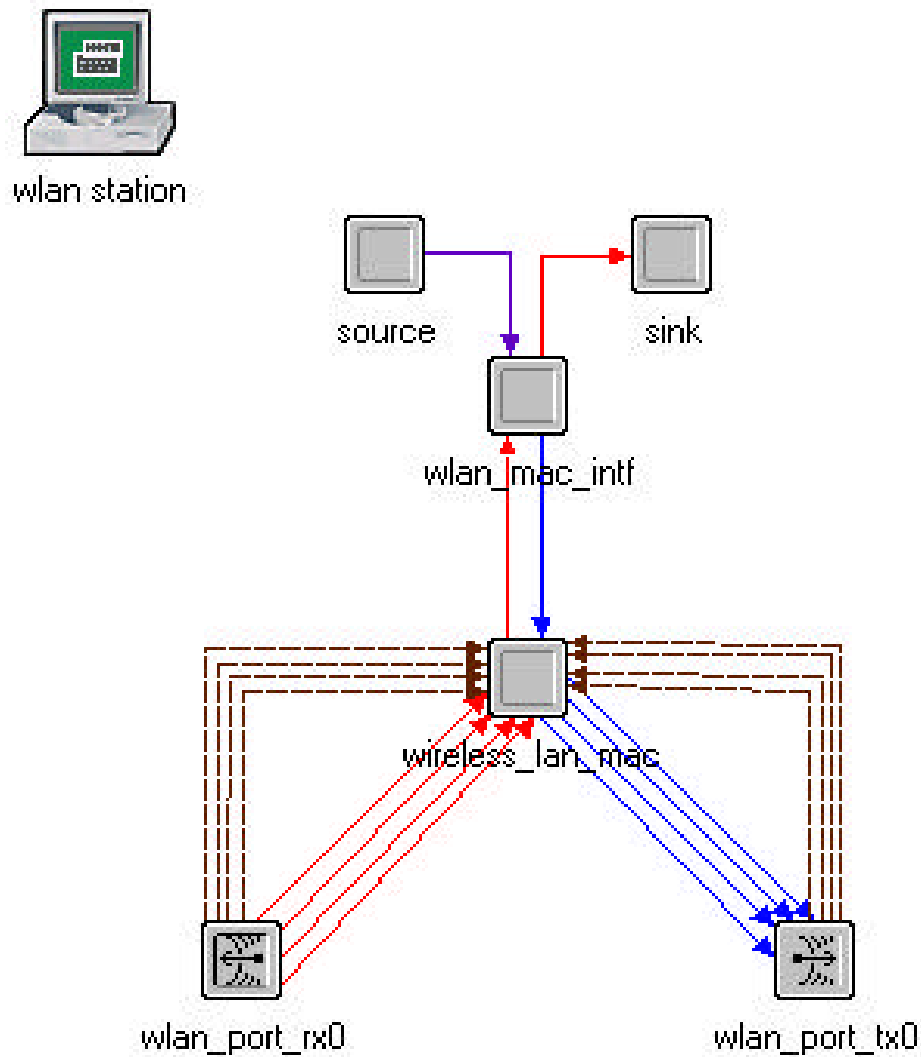 wlan station
source
sink
wlan_mac_intf
wireless_lan_mac
wlan_port_rx0
wlan_port_tx0